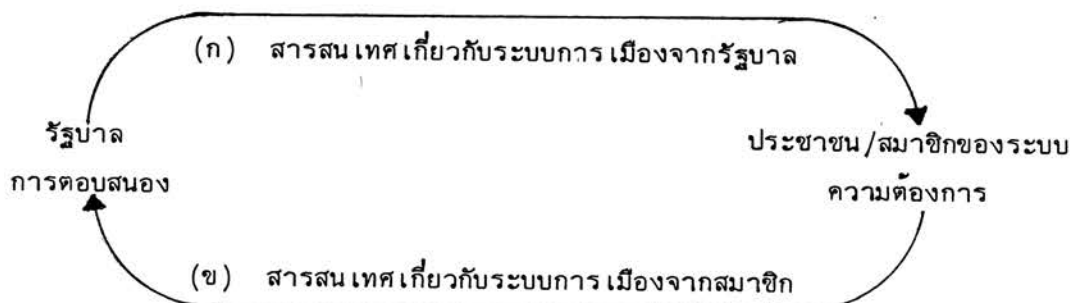 (ก) สารสนเทศเกี่ยวกับระบบการเมืองจากรัฐบาล
รัฐบาล
การตอบสนอง
ประชาชน/สมาชิกของระบบ
ความต้องการ
(ข) สารสนเทศเกี่ยวกับระบบการเมืองจากสมาชิก